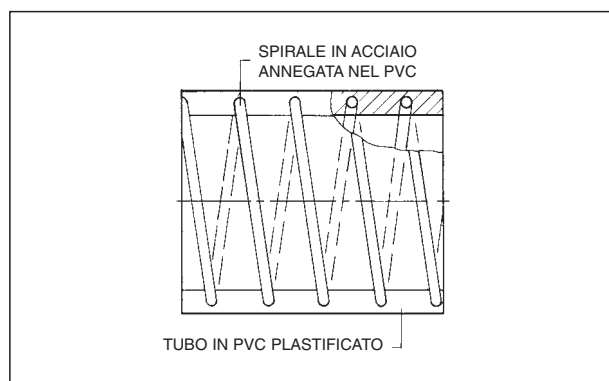 SPIRALE IN ACCIAIO
ANNEGATA NEL PVC
TUBO IN PVC PLASTIFICATO